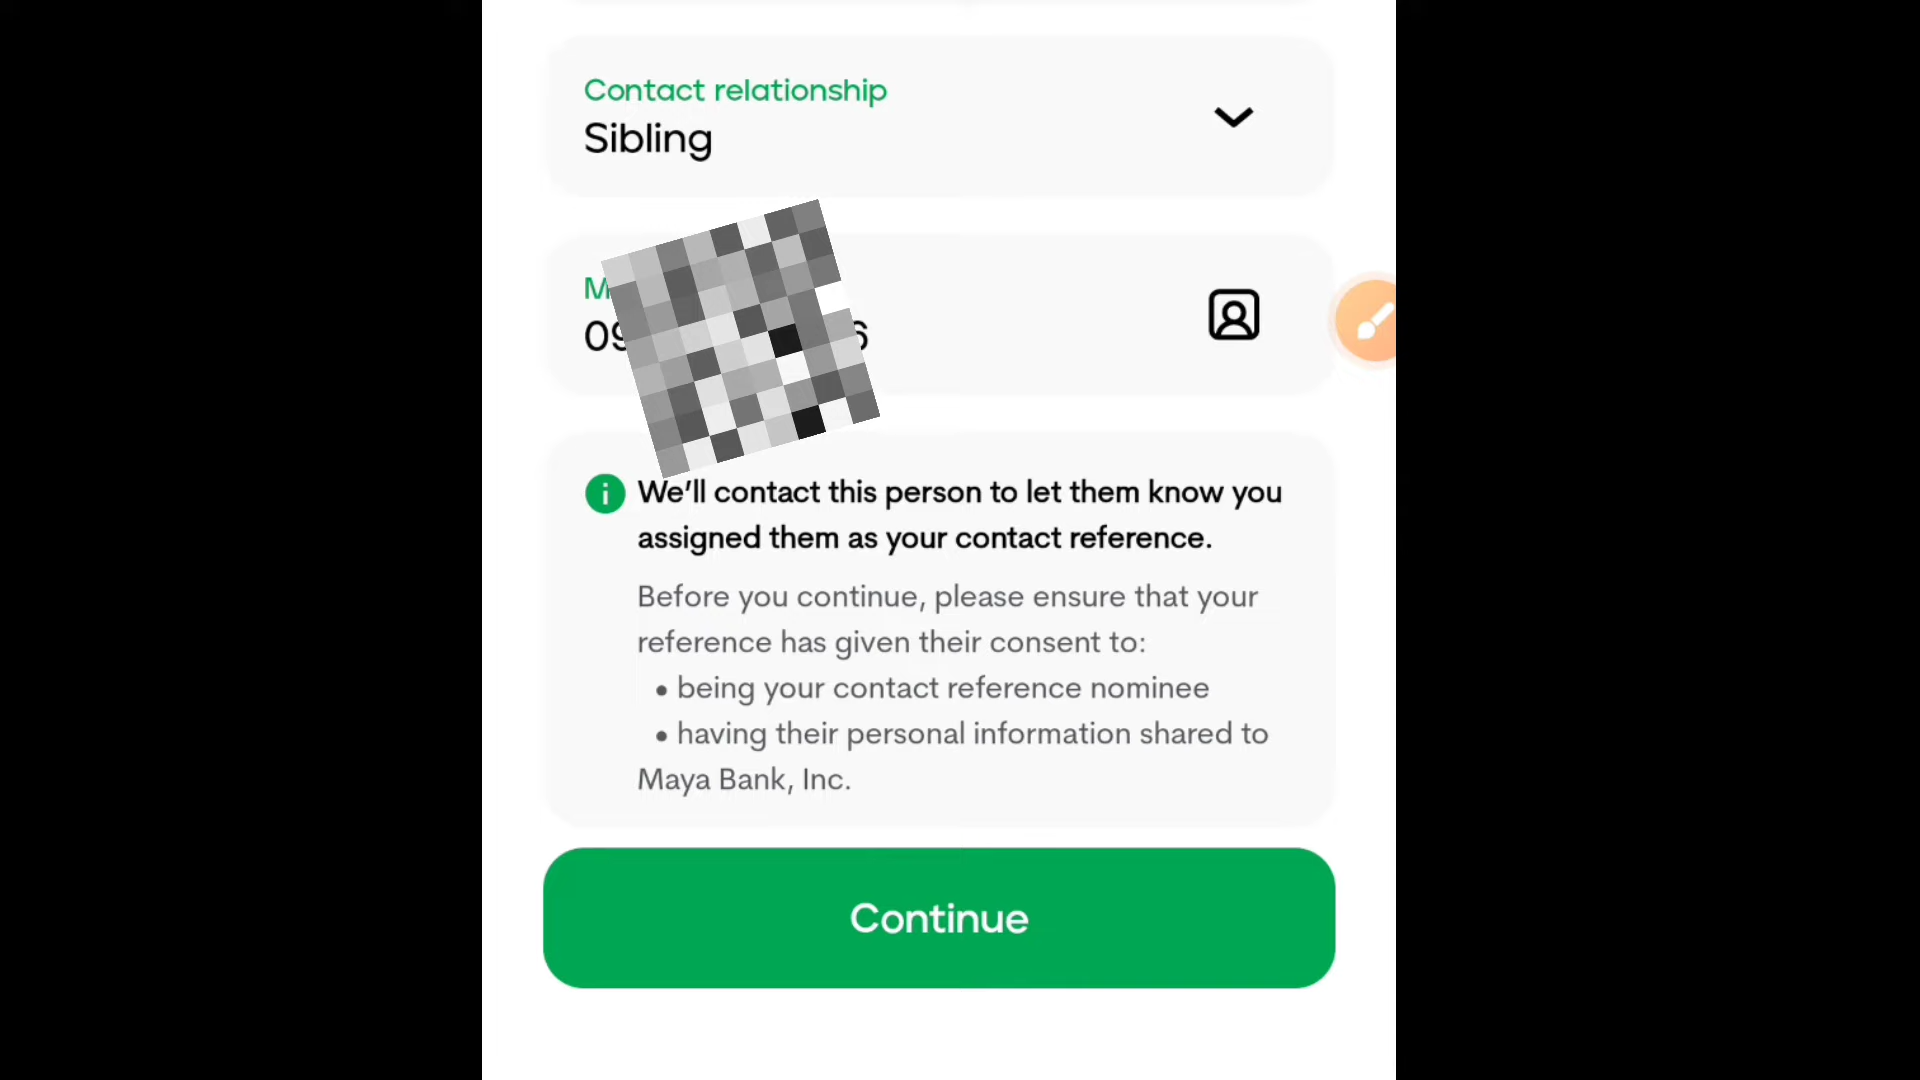 Contact relationship
Sibling
We'll contact this person to let them know you
assigned them as your contact reference.
Before you continue, please ensure that your
reference has given their consent to:
• being your contact reference nominee
• having their personal information shared to
Maya Bank, Inc.
Continue